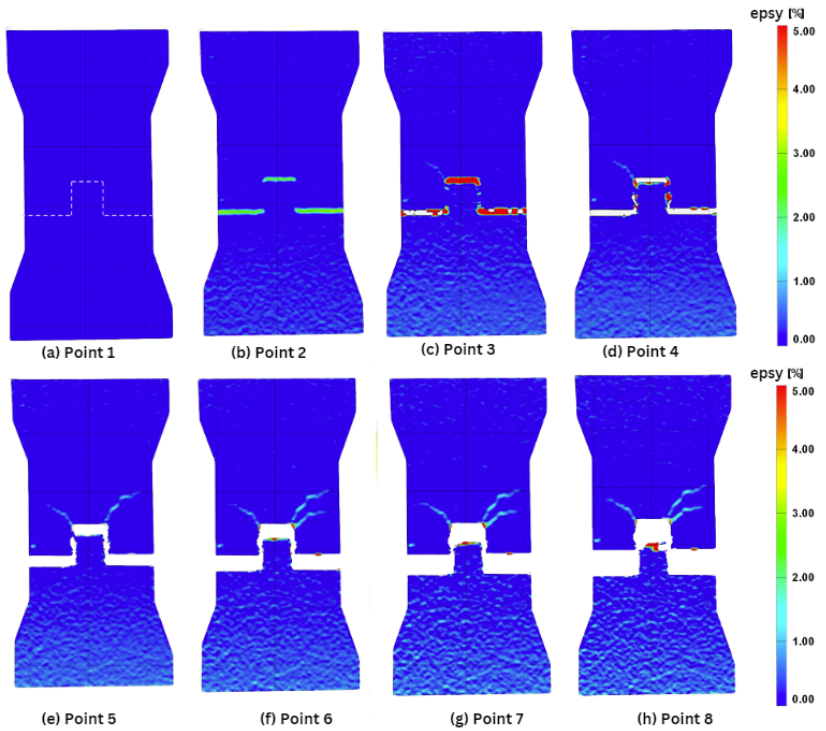 epsy [%]
5.00
4.00
3.00
2.00
1.00
0.00
(a) Point 1
(b) Point 2
(c) Point 3
(d) Point 4
epsy [%]
5.00
4.00
3.00
2.00
1.00
0.00
(e) Point 5
(f) Point 6
(g) Point 7
(h) Point 8